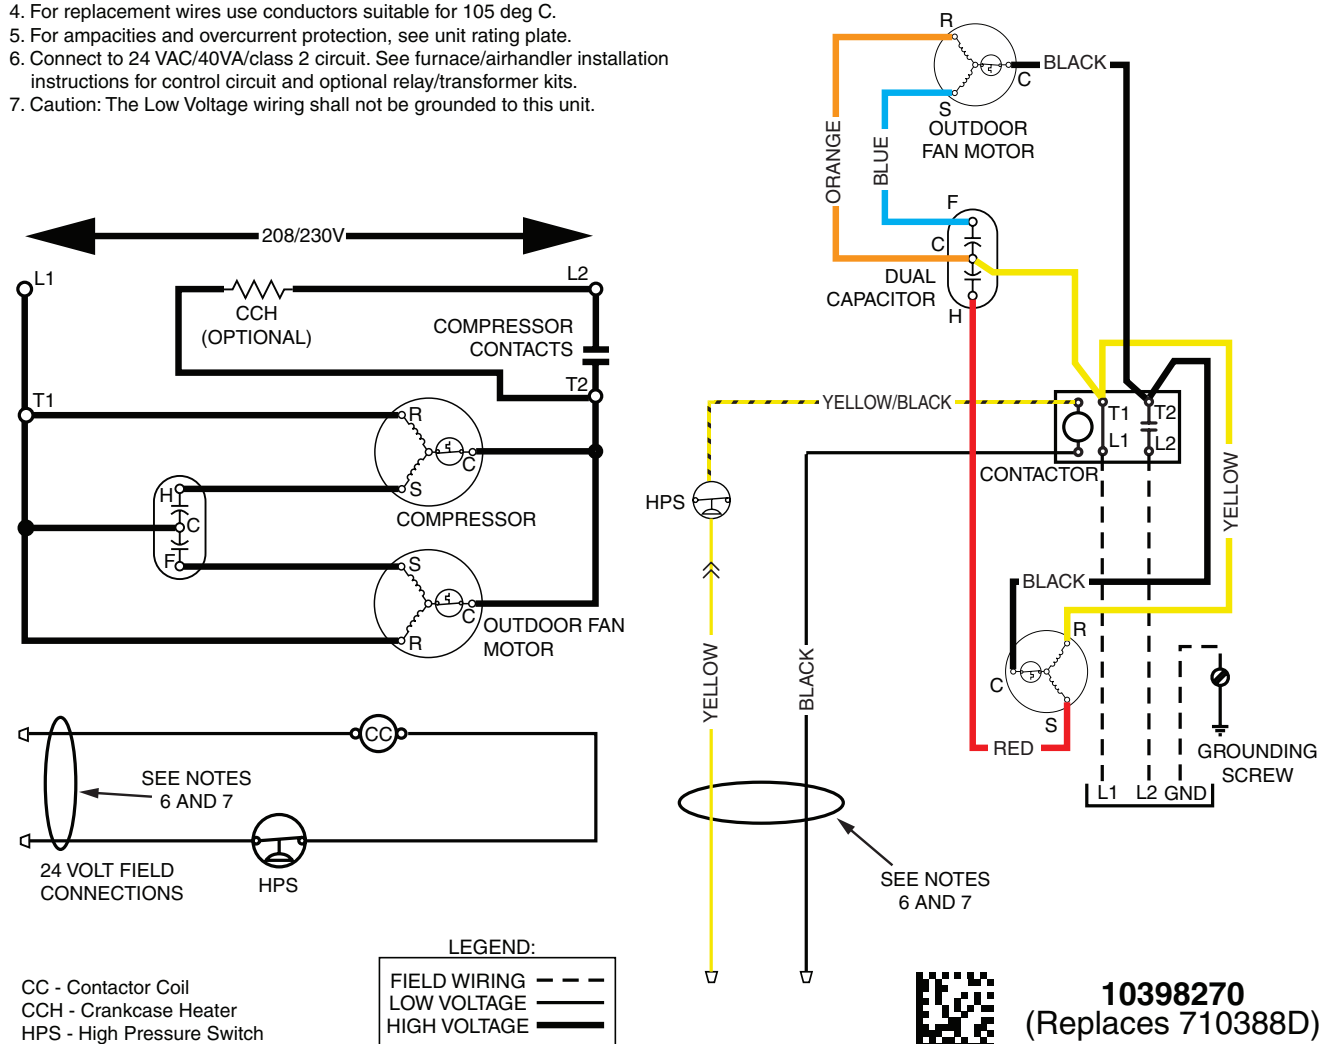 4. For replacement wires use conductors suitable for 105 deg C.
5. For ampacities and overcurrent protection, see unit rating plate.
6. Connect to 24 VAC/40VA/class 2 circuit. See furnace/airhandler installation
instructions for control circuit and optional relay/transformer kits.
7. Caution: The Low Voltage wiring shall not be grounded to this unit.
208/230V
L1
L2
CCH
(OPTIONAL)
COMPRESSOR
CONTACTS
T1
T2
R
C
S
COMPRESSOR
H
C
F
S
C
R
OUTDOOR FAN
MOTOR
CC
SEE NOTES
6 AND 7
24 VOLT FIELD
CONNECTIONS
HPS
CC - Contactor Coil
CCH - Crankcase Heater
HPS - High Pressure Switch
LEGEND:
FIELD WIRING
LOW VOLTAGE
HIGH VOLTAGE
R
C
S
BLACK
OUTDOOR
FAN MOTOR
ORANGE
BLUE
F
C
H
DUAL
CAPACITOR
YELLOW/BLACK
T1
T2
L1
L2
CONTACTOR
HPS
YELLOW
BLACK
YELLOW
BLACK
R
C
S
RED
GROUNDING
SCREW
L1
L2
GND
SEE NOTES
6 AND 7
10398270
(Replaces 710388D)